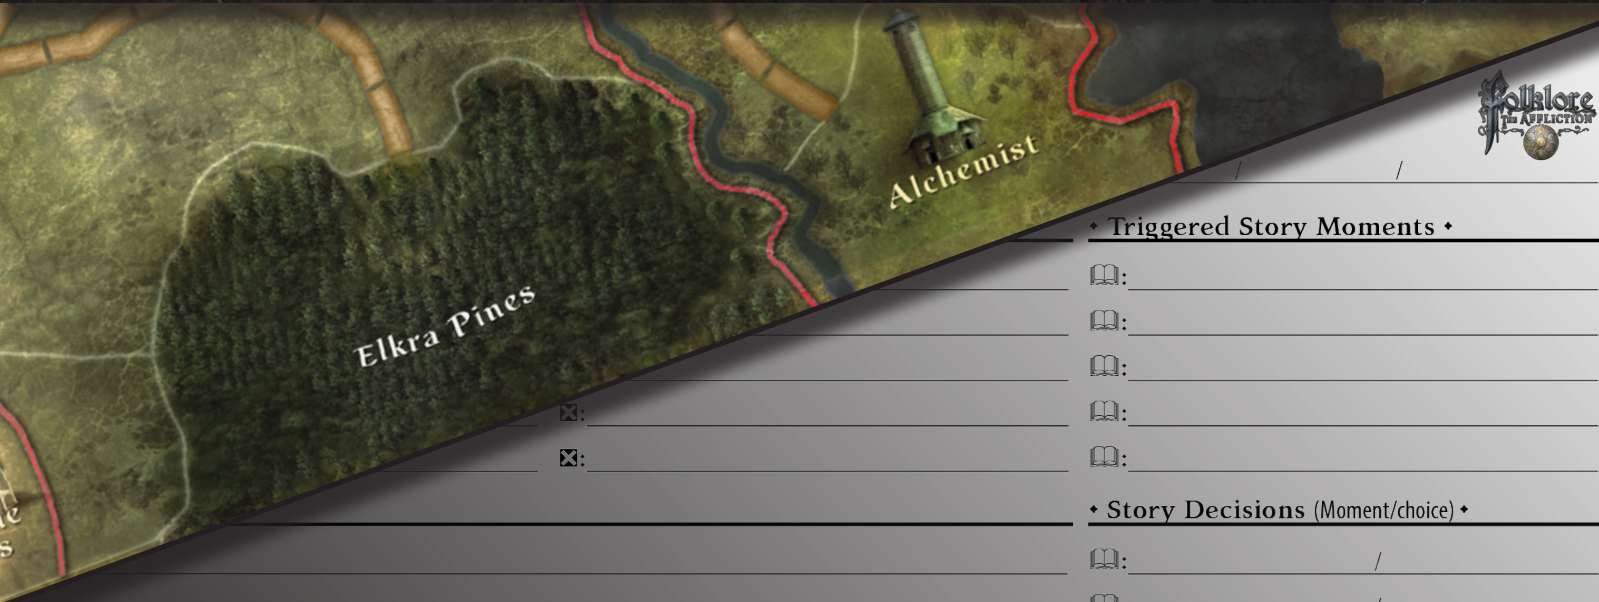 Folklore
The Affliction
Alchemist
/ /
◆ Triggered Story Moments ◆
:
:
:
Elkra Pines
:
:
:
:
◆ Story Decisions (Moment/choice) ◆
: /
/